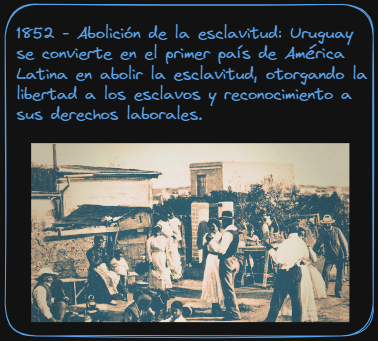 1852 - Abolición de la esclavitud: Uruguay
se convierte en el primer país de América
Latina en abolir la esclavitud, otorgando la
libertad a los esclavos y reconocimiento a
sus derechos laborales.